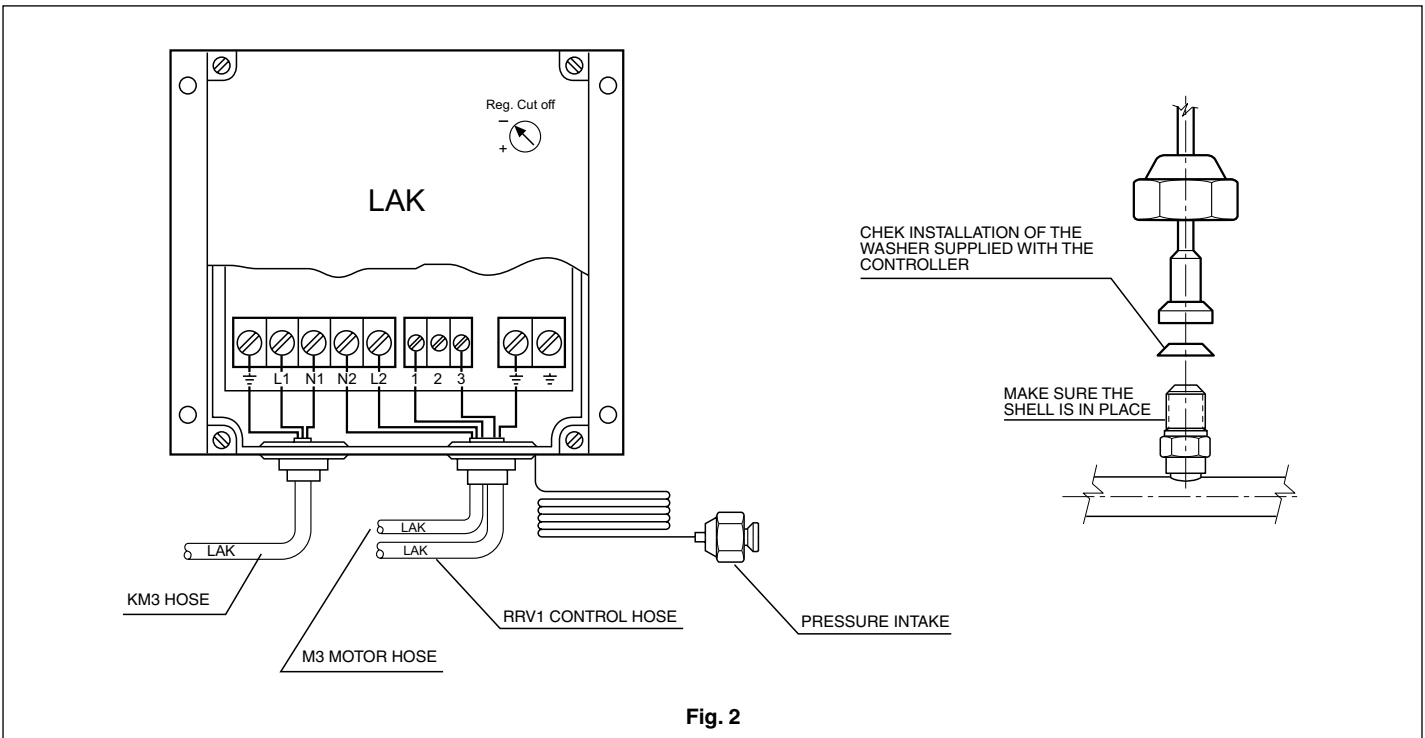 Reg. Cut off
–
+
LAK
L1 N1 N2 L2 1 2 3
LAK
LAK
LAK
KM3 HOSE
M3 MOTOR HOSE
RRV1 CONTROL HOSE
PRESSURE INTAKE
CHEK INSTALLATION OF THE
WASHER SUPPLIED WITH THE
CONTROLLER
MAKE SURE THE
SHELL IS IN PLACE
Fig. 2